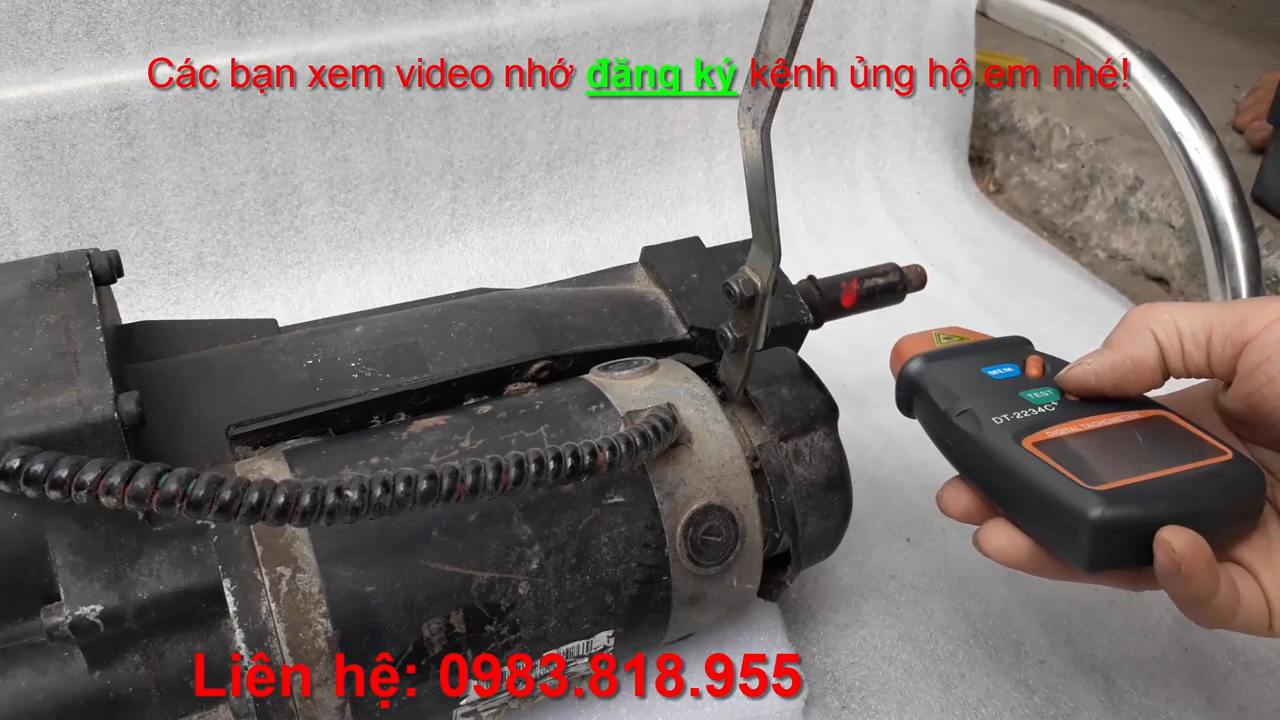 Các bạn xem video nhớ đăng ký kênh ủng hộ em nhé!
MEM
TEST
DT-2234C+
DIGITAL TACHOMETER
Liên hệ: 0983.818.955